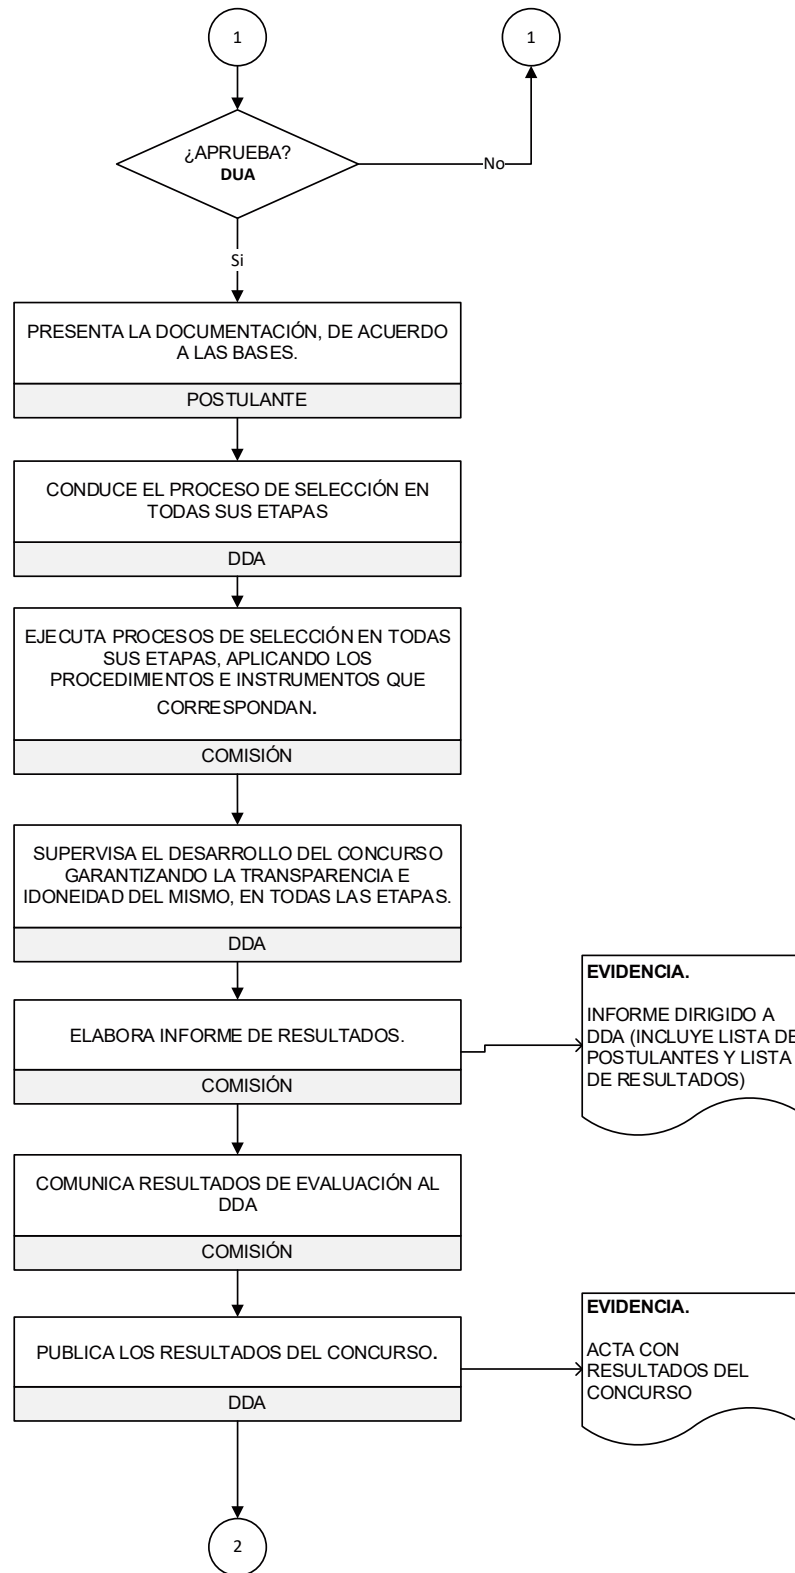 1
1
¿APRUEBA?
DUA
No
Si
PRESENTA LA DOCUMENTACIÓN, DE ACUERDO
A LAS BASES.
POSTULANTE
CONDUCE EL PROCESO DE SELECCIÓN EN
TODAS SUS ETAPAS
DDA
EJECUTA PROCESOS DE SELECCIÓN EN TODAS
SUS ETAPAS, APLICANDO LOS
PROCEDIMIENTOS E INSTRUMENTOS QUE
CORRESPONDAN.
COMISIÓN
SUPERVISA EL DESARROLLO DEL CONCURSO
GARANTIZANDO LA TRANSPARENCIA E
IDONEIDAD DEL MISMO, EN TODAS LAS ETAPAS.
DDA
ELABORA INFORME DE RESULTADOS.
COMISIÓN
EVIDENCIA.
INFORME DIRIGIDO A
DDA (INCLUYE LISTA DE
POSTULANTES Y LISTA
DE RESULTADOS)
COMUNICA RESULTADOS DE EVALUACIÓN AL
DDA
COMISIÓN
PUBLICA LOS RESULTADOS DEL CONCURSO.
DDA
EVIDENCIA.
ACTA CON
RESULTADOS DEL
CONCURSO
2